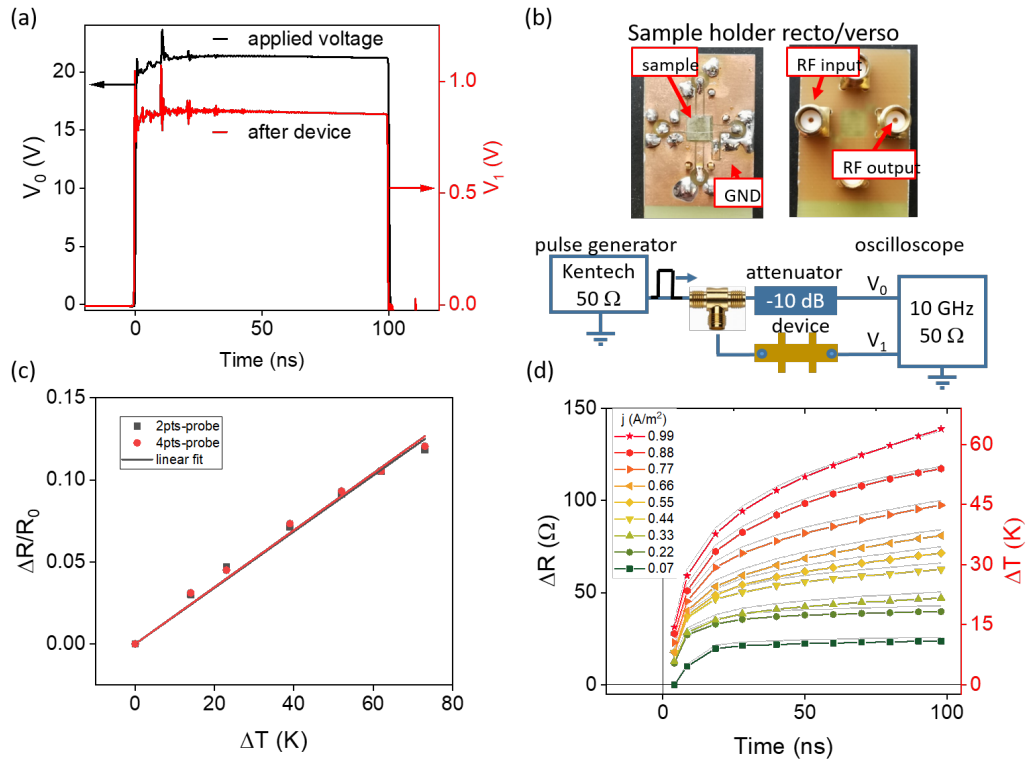 (a)
applied voltage
after device
V₀ (V)
20
15
10
5
0
V₁ (V)
1.0
0.5
0.0
0
50
100
Time (ns)
(b)
Sample holder recto/verso
sample
GND
RF input
RF output
pulse generator
Kentech
50 Ω
attenuator
-10 dB
device
V₀
V₁
oscilloscope
10 GHz
50 Ω
(c)
2pts-probe
4pts-probe
linear fit
ΔR/R₀
0.15
0.10
0.05
0.00
0
20
40
60
80
ΔT (K)
(d)
j (A/m²)
0.99
0.88
0.77
0.66
0.55
0.44
0.33
0.22
0.07
ΔR (Ω)
150
100
50
0
ΔT (K)
60
45
30
15
0
0
50
100
Time (ns)